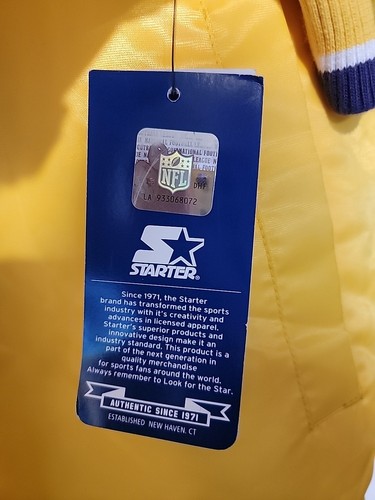 NFL
LA 933068072
STARTER
Since 1971, the Starter
brand has transformed the sports
industry with it's creativity and
advances in licensed apparel.
Starter's superior products and
innovative design make it an
industry standard. This product is a
part of the next generation in
quality merchandise
for sports fans around the world.
Always remember to Look for the Star.
AUTHENTIC SINCE 1971
ESTABLISHED NEW HAVEN, CT